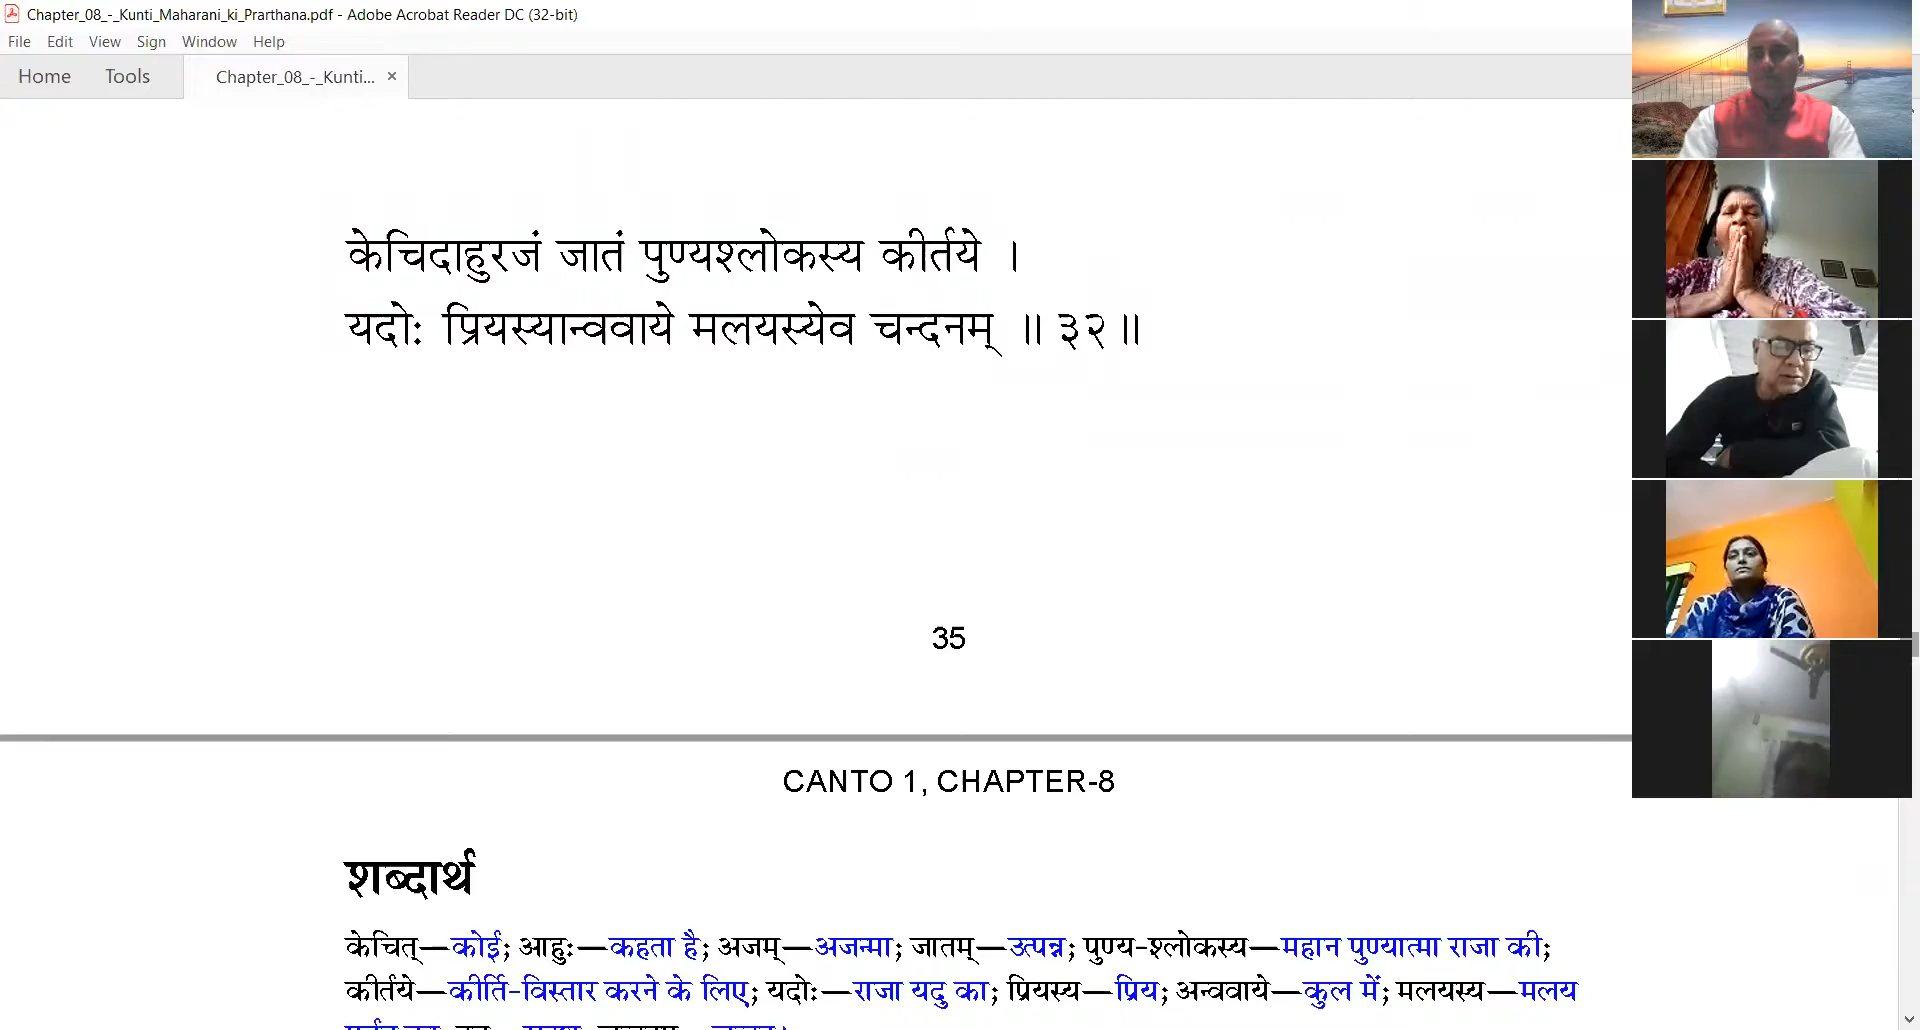 Chapter_08_-_Kunti_Maharani_ki_Prarthana.pdf - Adobe Acrobat Reader DC (32-bit)
File Edit View Sign Window Help
Home Tools Chapter_08_-_Kunti... ×
केचिदाहुरजं जातं पुण्यश्लोकस्य कीर्तये ।
यदोः प्रियस्यान्ववाये मलयस्येव चन्दनम् ॥ ३२॥
35
CANTO 1, CHAPTER-8
शब्दार्थ
केचित्—कोई; आहुः—कहता है; अजम्—अजन्मा; जातम्—उत्पन्न; पुण्य-श्लोकस्य—महान पुण्यात्मा राजा की;
कीर्तये—कीर्ति-विस्तार करने के लिए; यदोः—राजा यदु का; प्रियस्य—प्रिय; अन्ववाये—कुल में; मलयस्य—मलय